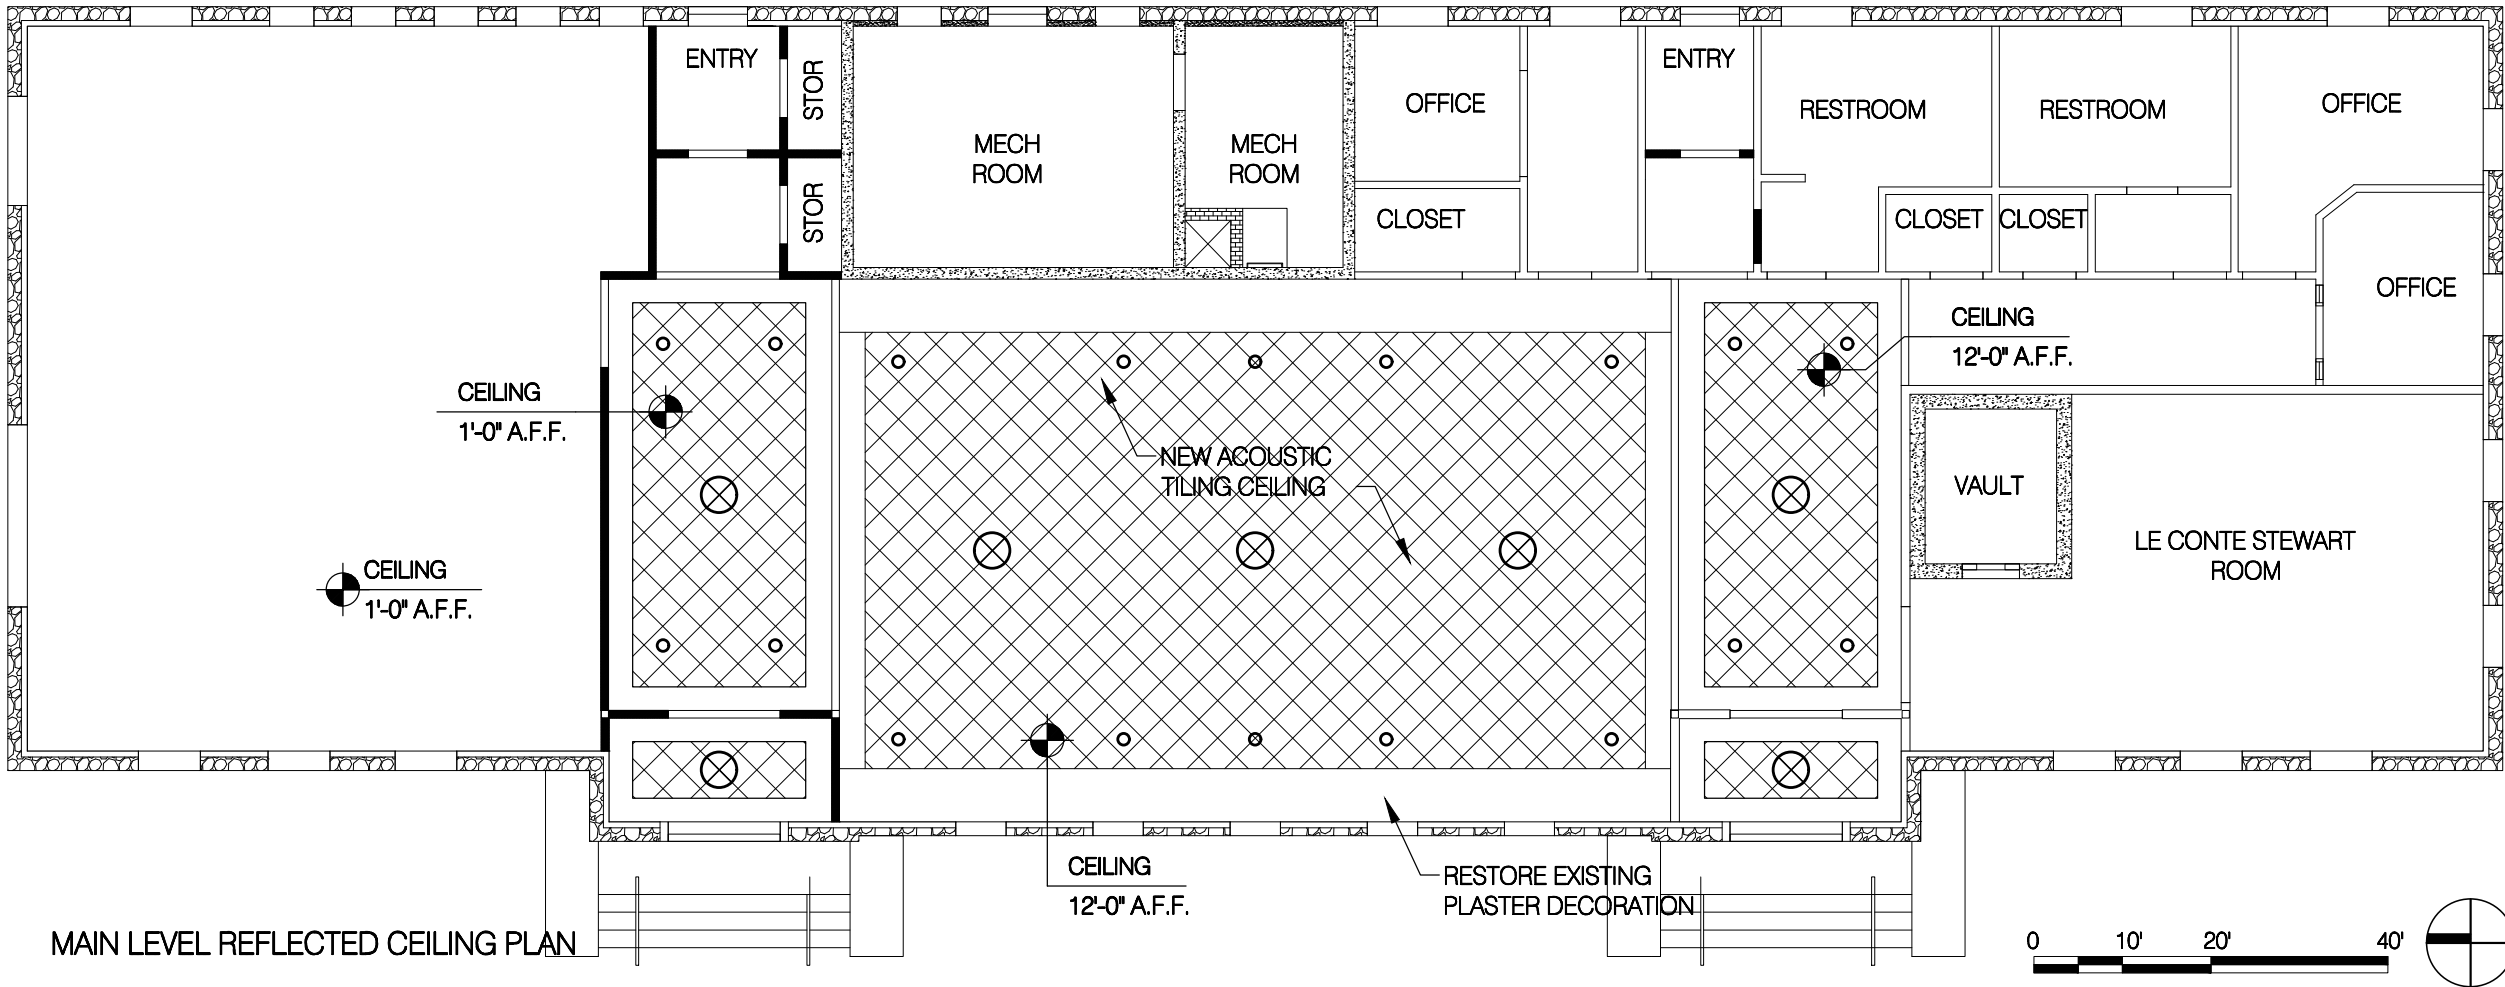 ENTRY
STOR
MECH
ROOM
MECH
ROOM
OFFICE
ENTRY
RESTROOM
RESTROOM
OFFICE
STOR
CLOSET
CLOSET
CLOSET
OFFICE
CEILING
12'-0" A.F.F.
CEILING
1'-0" A.F.F.
NEW ACOUSTIC
TILING CEILING
VAULT
LE CONTE STEWART
ROOM
CEILING
1'-0" A.F.F.
CEILING
12'-0" A.F.F.
RESTORE EXISTING
PLASTER DECORATION
MAIN LEVEL REFLECTED CEILING PLAN
0 10' 20' 40'